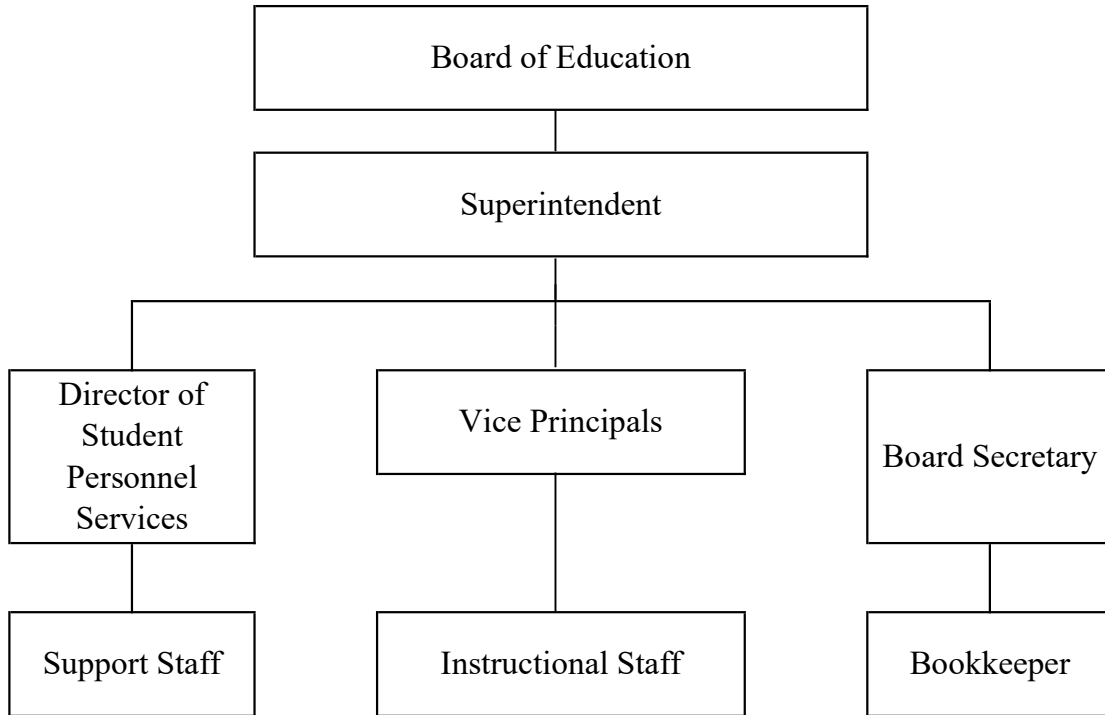 Board of Education
Superintendent
Director of
Student
Personnel
Services
Vice Principals
Board Secretary
Support Staff
Instructional Staff
Bookkeeper